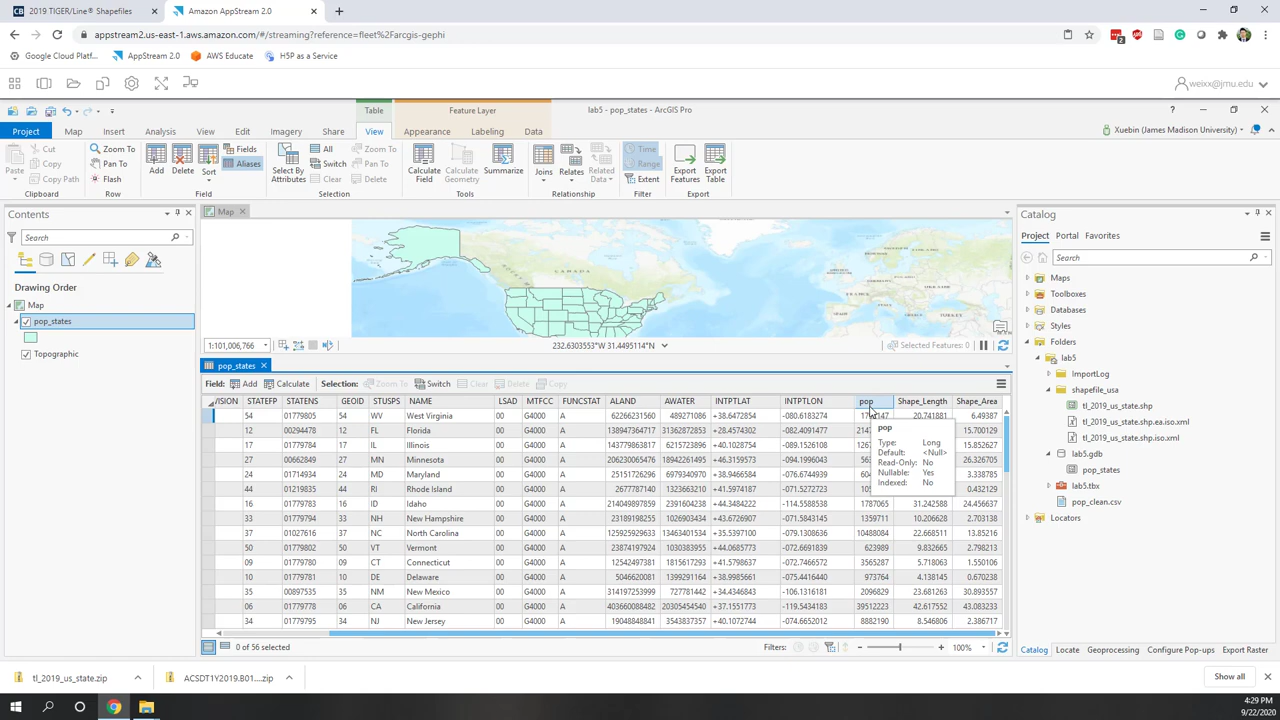 2019 TIGER/Line® Shapefiles
Amazon AppStream 2.0
appstream2.us-east-1.aws.amazon.com/#/streaming?reference=fleet%2Farcgis-gephi
Google Cloud Platf... AppStream 2.0 AWS Educate H5P as a Service
weixx@jmu.edu
Table Feature Layer lab5 - pop_states - ArcGIS Pro
Project Map Insert Analysis View Edit Imagery Share View Appearance Labeling Data Xuebin (James Madison University)
Paste Cut Copy Copy Path Clipboard
Zoom To Pan To Flash Row
Add Delete Sort Fields Aliases Field
Select By Attributes All Switch Clear Zoom To Pan To Delete Selection
Calculate Field Calculate Geometry Summarize Tools
Joins Relates Related Data Relationship
Time Range Extent Filter
Export Features Export Table Export
Contents
Search
Drawing Order
Map
pop_states
Topographic
Map
CANADA
1:101,006,766 232.6303553°W 31.4495114°N Selected Features: 0
pop_states
Field: Add Calculate Selection: Zoom To Switch Clear Delete Copy
/ISION STATEFP STATENS GEOID STUSPS NAME LSAD MTFCC FUNCSTAT ALAND AWATER INTPTLAT INTPTLON pop Shape_Length Shape_Area
54 01779805 54 WV West Virginia 00 G4000 A 62266231560 489271086 +38.6472854 -080.6183274 20.741881 6.49387
12 00294478 12 FL Florida 00 G4000 A 138947364717 31362872853 +28.4574302 -082.4091477 15.700129
17 01779784 17 IL Illinois 00 G4000 A 143779863817 6215723896 +40.1028754 -089.1526108 15.852627
27 00662849 27 MN Minnesota 00 G4000 A 206230065476 18942261495 +46.3159573 -094.1996043 26.326705
24 01714934 24 MD Maryland 00 G4000 A 25151726296 6979340970 +38.9466584 -076.6744939 3.338785
44 01219835 44 RI Rhode Island 00 G4000 A 2677787140 1323663210 +41.5974187 -071.5272723 0.432129
16 01779783 16 ID Idaho 00 G4000 A 214049897859 2391604238 +44.3484222 -114.5588538 1787065 31.242588 24.456637
33 01779794 33 NH New Hampshire 00 G4000 A 23189198255 1026903434 +43.6726907 -071.5843145 1359711 10.206628 2.703138
37 01027616 37 NC North Carolina 00 G4000 A 125925929633 13463401534 +35.5397100 -079.1308636 10488084 22.668511 13.85216
50 01779802 50 VT Vermont 00 G4000 A 23874197924 1030383955 +44.0685773 -072.6691839 623989 9.832665 2.798213
09 01779780 09 CT Connecticut 00 G4000 A 12542497381 1815617293 +41.5798637 -072.7466572 3565287 5.718063 1.550106
10 01779781 10 DE Delaware 00 G4000 A 5046620081 1399291164 +38.9985661 -075.4416440 973764 4.138145 0.670238
35 00897535 35 NM New Mexico 00 G4000 A 314197253999 727781442 +34.4346843 -106.1316181 2096829 23.681263 30.893557
06 01779778 06 CA California 00 G4000 A 403660088482 20305454540 +37.1551773 -119.5434183 39512223 42.617552 43.083233
34 01779795 34 NJ New Jersey 00 G4000 A 19048848841 3543837357 +40.1072744 -074.6652012 8882190 8.546806 2.386717
pop
Type: Long
Default: <Null>
Read-Only: No
Nullable: Yes
Indexed: No
0 of 56 selected Filters: 100%
Catalog
Project Portal Favorites
Search
Maps
Toolboxes
Databases
Styles
Folders
lab5
ImportLog
shapefile_usa
tl_2019_us_state.shp
tl_2019_us_state.shp.ea.iso.xml
tl_2019_us_state.shp.iso.xml
lab5.gdb
pop_states
lab5.tbx
pop_clean.csv
Locators
Catalog Locate Geoprocessing Configure Pop-ups Export Raster
tl_2019_us_state.zip ACSDT1Y2019.B01....zip Show all
4:29 PM
9/22/2020